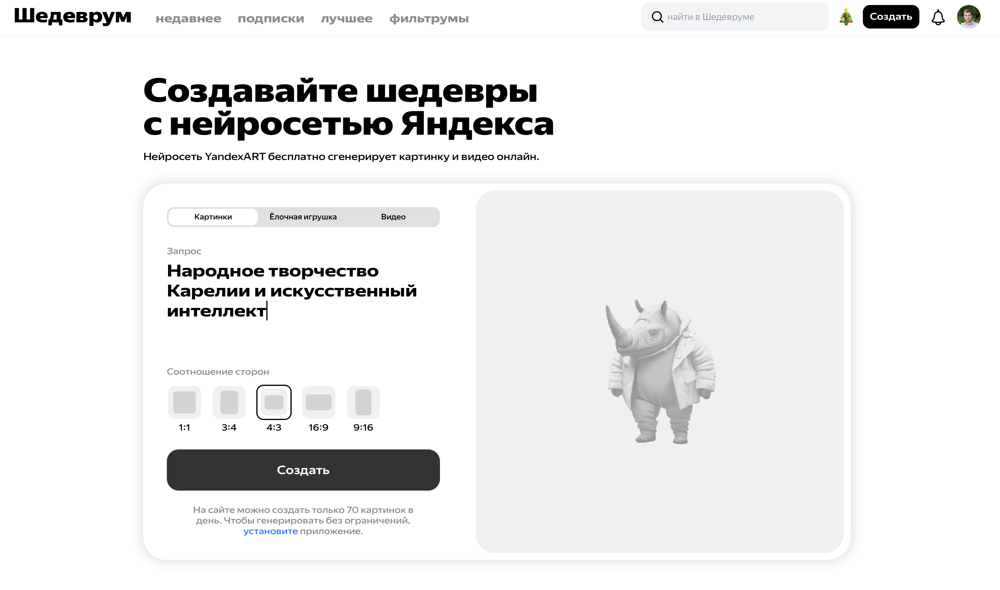 Шедеврум
недавнее подписки лучшее фильтрумы
найти в Шедевруме
Создать
Создавайте шедевры
с нейросетью Яндекса
Нейросеть YandexART бесплатно сгенерирует картинку и видео онлайн.
Картинки Ёлочная игрушка Видео
Запрос
Народное творчество
Карелии и искусственный
интеллект
Соотношение сторон
1:1 3:4 4:3 16:9 9:16
Создать
На сайте можно создать только 70 картинок в
день. Чтобы генерировать без ограничений,
установите приложение.